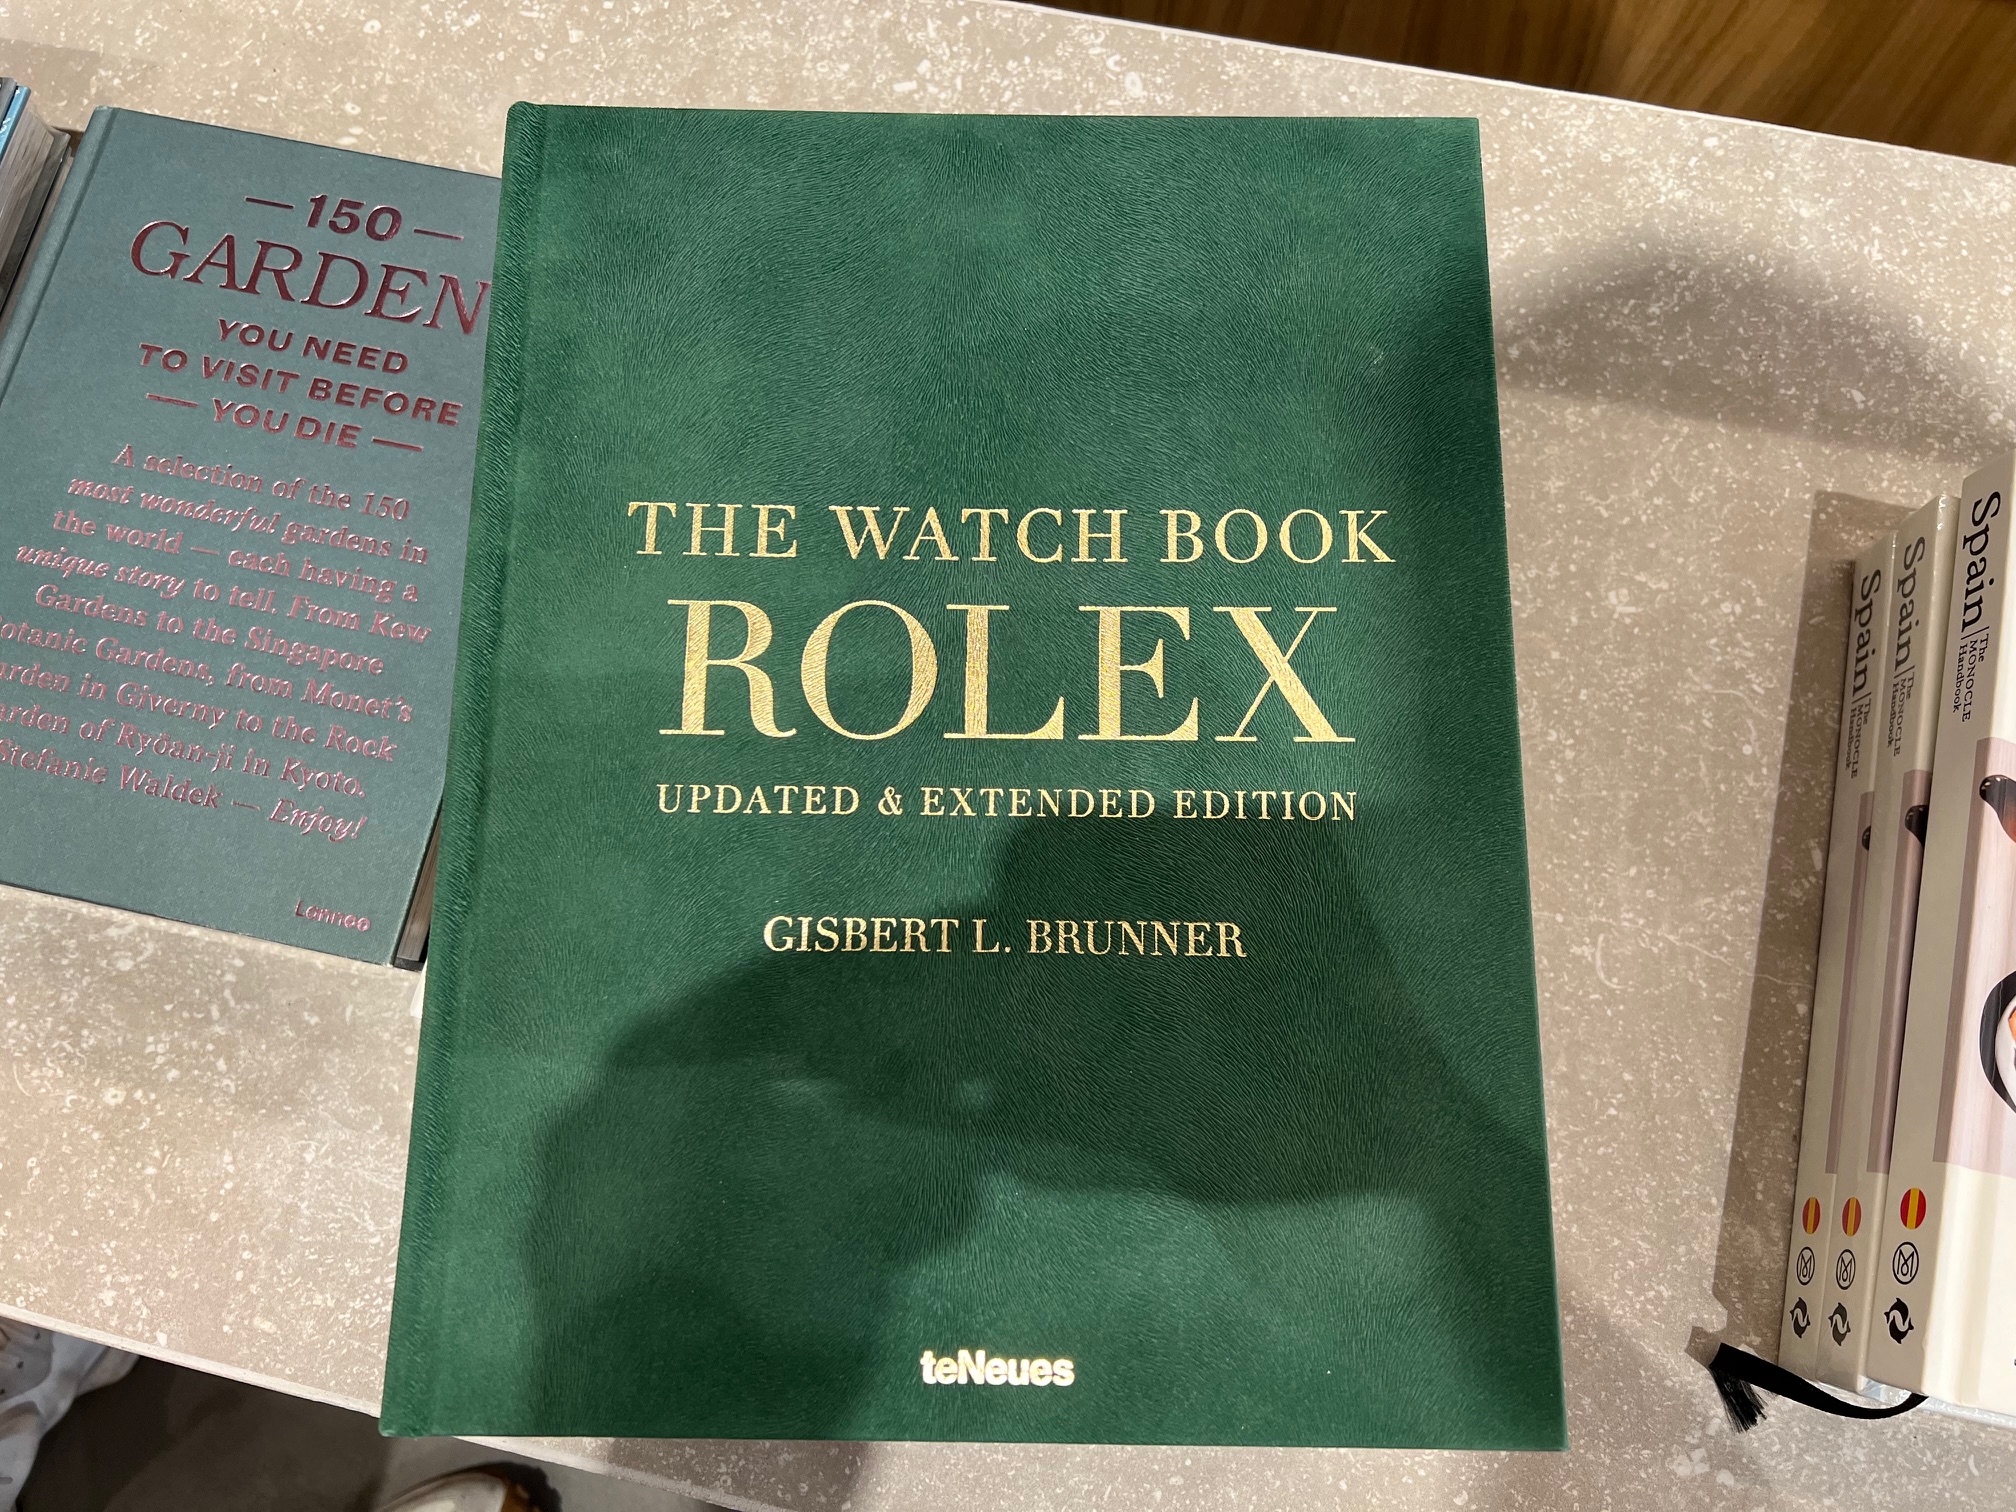 — 150 —
GARDEN
YOU NEED
TO VISIT BEFORE
— YOU DIE —
A selection of the 150
most wonderful gardens in
the world — each having a
unique story to tell. From Kew
Gardens to the Singapore
Gardens, from Monet's
in Giverny to the Rock
of Ryōan-ji in Kyoto.
Stefanie Waldek — Enjoy!
Lannoo
THE WATCH BOOK
ROLEX
UPDATED & EXTENDED EDITION
GISBERT L. BRUNNER
teNeues
Spain | The MONOCLE Handbook
Spain | The MONOCLE Handbook
Spain | The MONOCLE Handbook